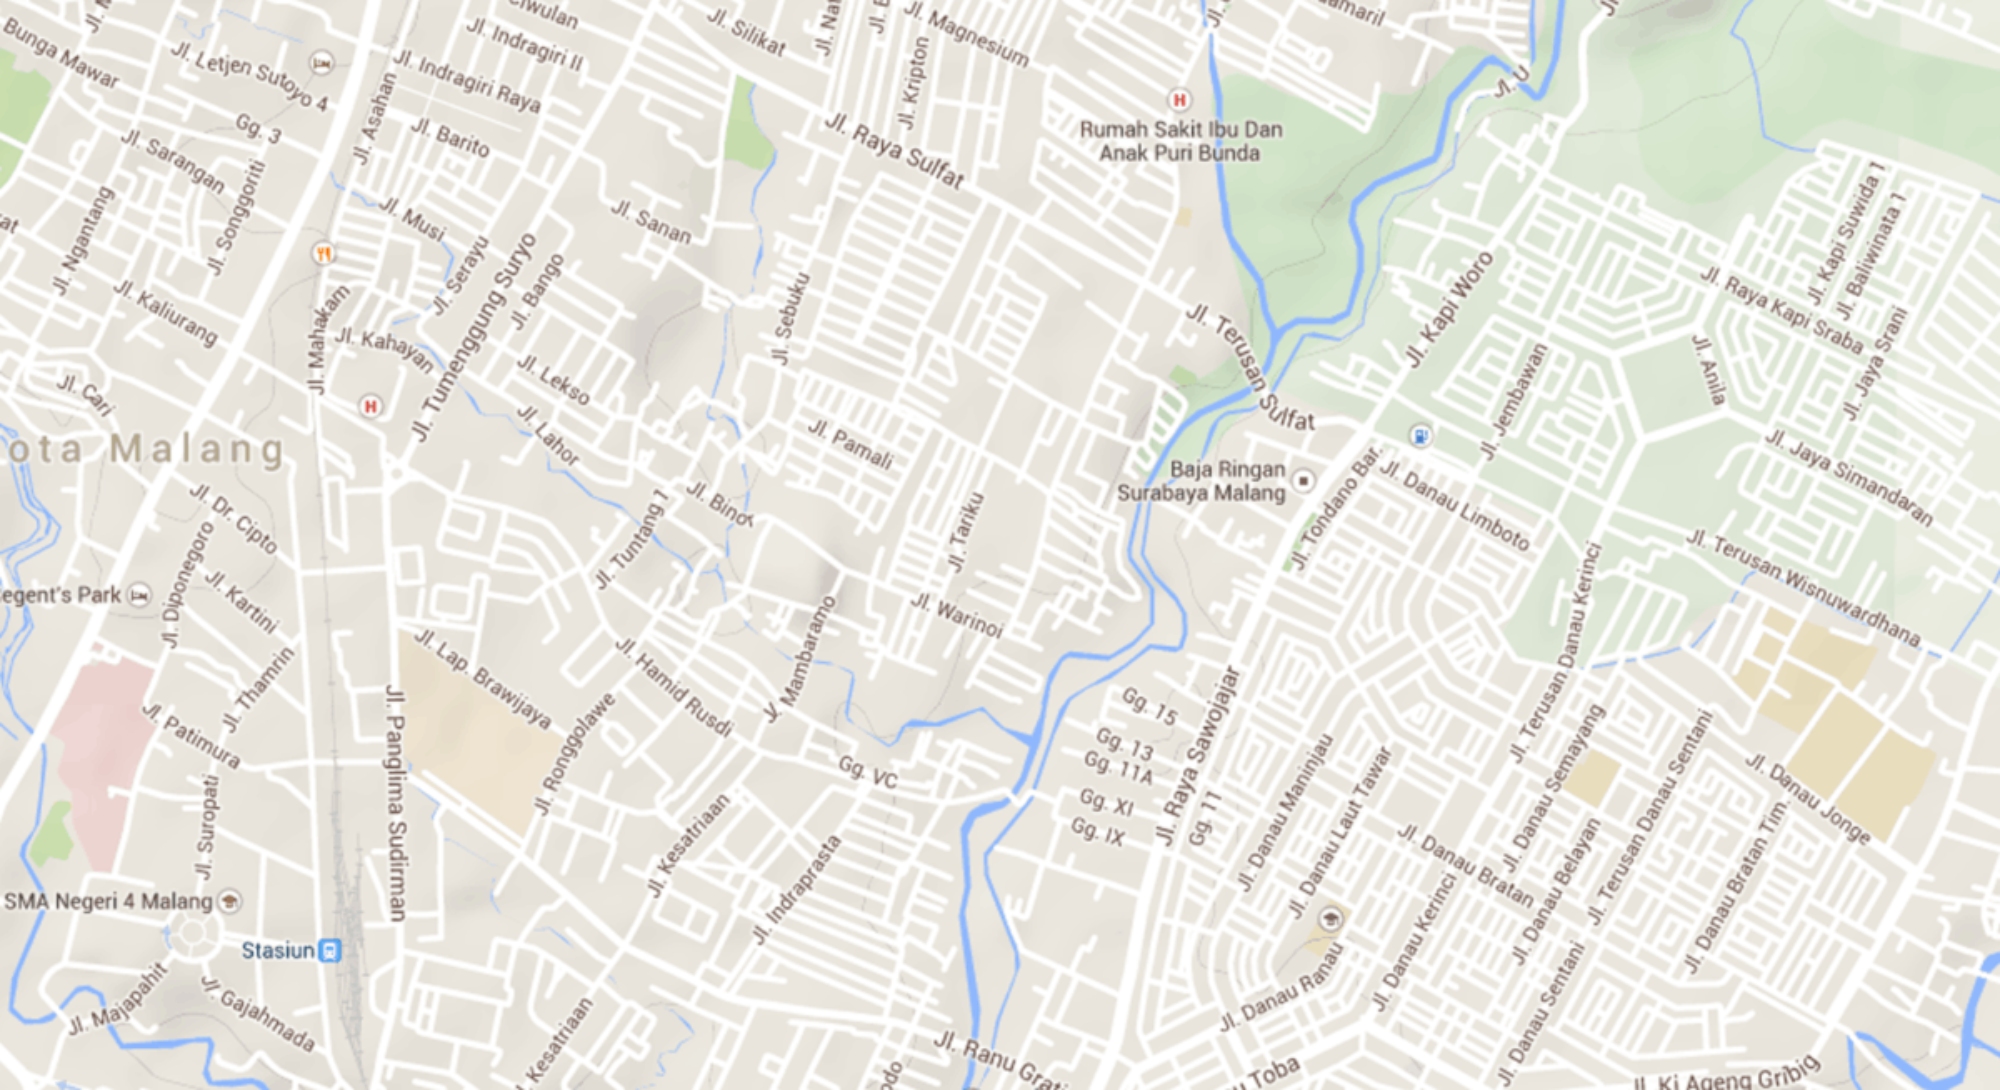 Jl. Letjen Sutoyo 4
Bunga Mawar
Jl. Indragiri II
Jl. Indragiri Raya
Jl. Asahan
Jl. Silikat
Jl. Magnesium
Jl. Kripton
Jl. Barito
Gg. 3
Jl. Sarangan
Jl. Songgoriti
Jl. Ngantang
Jl. Raya Sulfat
Rumah Sakit Ibu Dan
Anak Puri Bunda
Jl. Musi
Jl. Sanan
Jl. Serayu
Jl. Tumenggung Suryo
Jl. Bango
Jl. Kaliurang
Jl. Mahakam
Jl. Kahayan
Jl. Sebuku
Jl. Terusan Sulfat
Jl. Kapi Woro
Jl. Kapi Suwida 1
Jl. Baliwinata 1
Jl. Raya Kapi Sraba
Jl. Jaya Srani
Jl. Anila
Jl. Jembawan
Jl. Cari
Jl. Lekso
Jl. Lahor
Jl. Pamali
ota Malang
Baja Ringan
Surabaya Malang
Jl. Tondano Bar.
Jl. Danau Limboto
Jl. Jaya Simandaran
Jl. Dr. Cipto
Jl. Tuntang 1
Jl. Tariku
Jl. Terusan Wisnuwardhana
egent's Park
Jl. Diponegoro
Jl. Kartini
Jl. Warinoi
Jl. Mambaramo
Jl. Terusan Danau Kerinci
Jl. Lap. Brawijaya
Jl. Hamid Rusdi
Jl. Thamrin
Jl. Patimura
Jl. Panglima Sudirman
Jl. Ronggolawe
Gg. VC
Gg. 15
Gg. 13
Gg. 11A
Gg. XI
Gg. IX
Jl. Raya Sawojajar
Gg. 11
Jl. Danau Maninjau
Jl. Danau Laut Tawar
Jl. Danau Semayang
Jl. Terusan Danau Sentani
Jl. Danau Jonge
Jl. Suropati
Jl. Kesatriaan
Jl. Indraprasta
Jl. Danau Bratan
Jl. Danau Belayan
Jl. Danau Bratan Tim.
Jl. Danau Kerinci
SMA Negeri 4 Malang
Stasiun
Jl. Majapahit
Jl. Gajahmada
Jl. Kesatriaan
Jl. Danau Ranau
Jl. Danau Sentani
Jl. Ranu Grati
u Toba
Jl. Ki Ageng Gribig